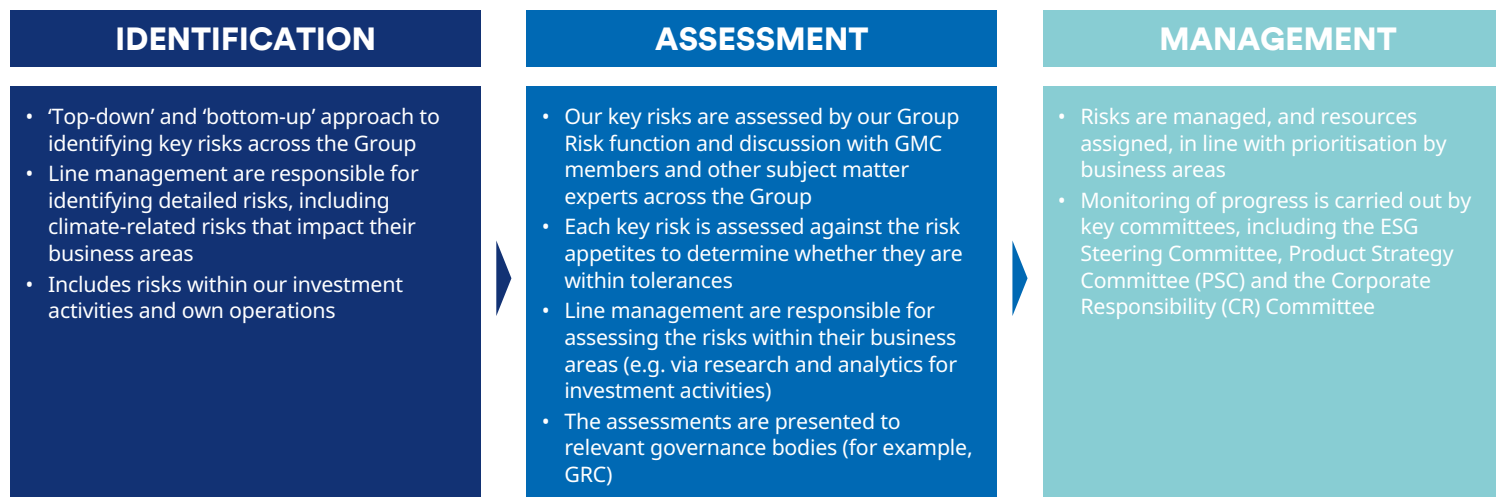 IDENTIFICATION
• ‘Top-down’ and ‘bottom-up’ approach to
identifying key risks across the Group
• Line management are responsible for
identifying detailed risks, including
climate-related risks that impact their
business areas
• Includes risks within our investment
activities and own operations
ASSESSMENT
• Our key risks are assessed by our Group
Risk function and discussion with GMC
members and other subject matter
experts across the Group
• Each key risk is assessed against the risk
appetites to determine whether they are
within tolerances
• Line management are responsible for
assessing the risks within their business
areas (e.g. via research and analytics for
investment activities)
• The assessments are presented to
relevant governance bodies (for example,
GRC)
MANAGEMENT
• Risks are managed, and resources
assigned, in line with prioritisation by
business areas
• Monitoring of progress is carried out by
key committees, including the ESG
Steering Committee, Product Strategy
Committee (PSC) and the Corporate
Responsibility (CR) Committee